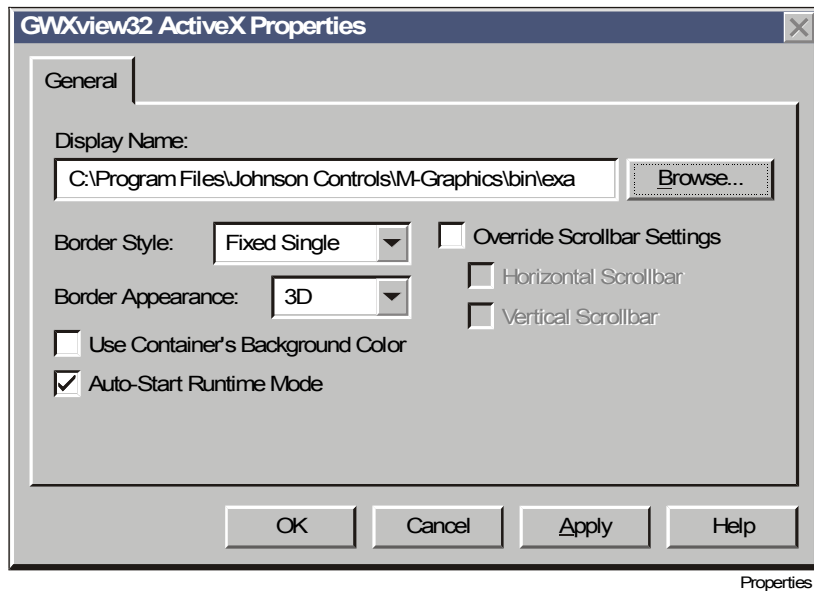 GWXview32 ActiveX Properties
General
Display Name:
C:\Program Files\Johnson Controls\M-Graphics\bin\exa
Browse...
Border Style:
Fixed Single
Override Scrollbar Settings
Horizontal Scrollbar
Border Appearance:
3D
Vertical Scrollbar
Use Container's Background Color
Auto-Start Runtime Mode
OK
Cancel
Apply
Help
Properties